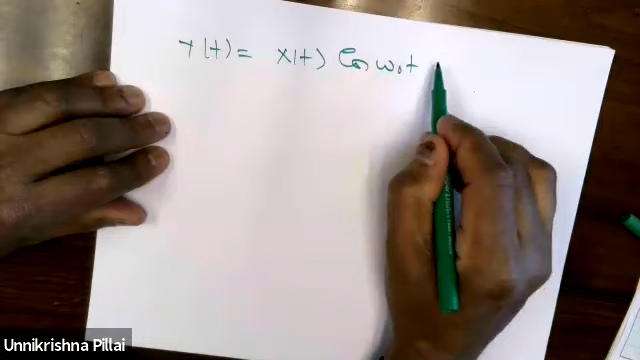 Y(t) = X(t) Cos ω₀t
Unnikrishna Pillai